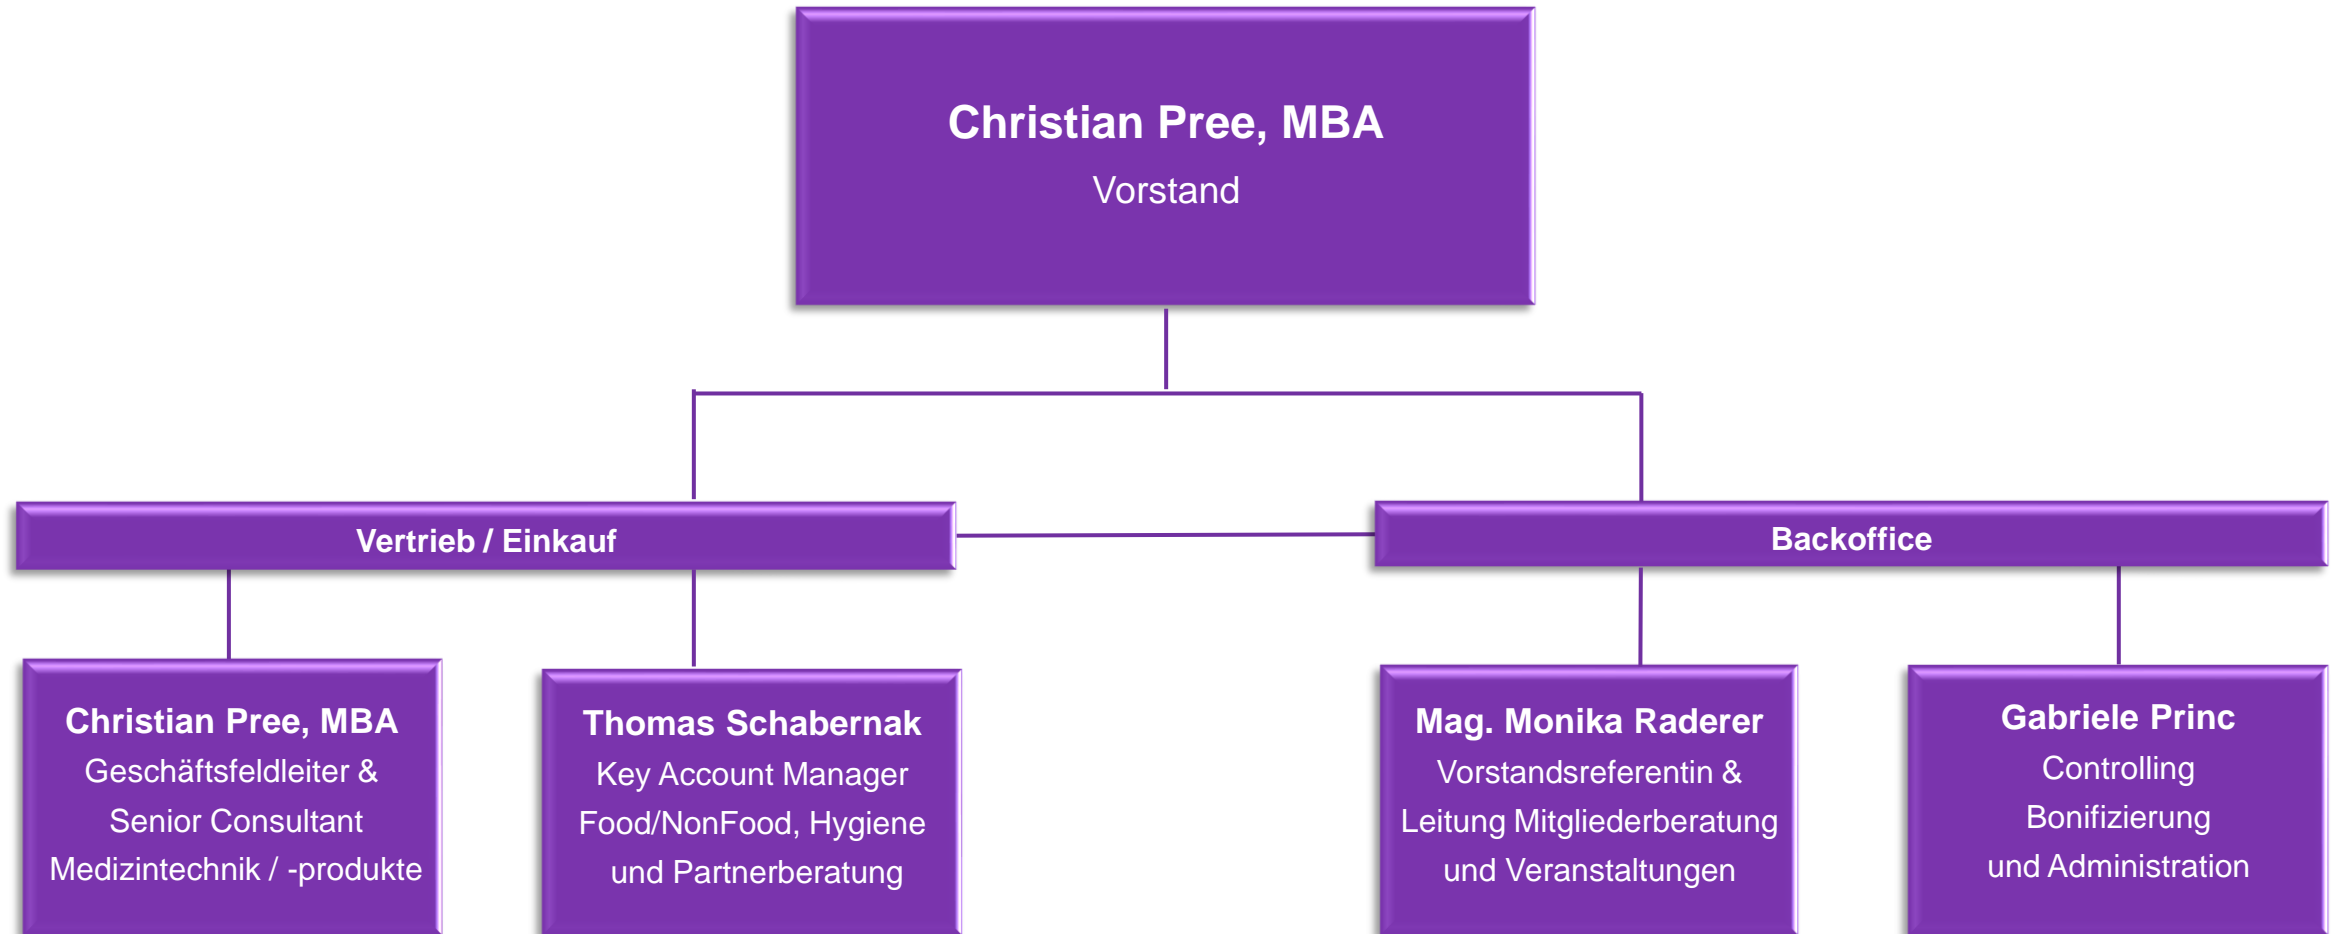 Christian Pree, MBA
Vorstand
Vertrieb / Einkauf
Backoffice
Christian Pree, MBA
Geschäftsfeldleiter &
Senior Consultant
Medizintechnik / -produkte
Thomas Schabernak
Key Account Manager
Food/NonFood, Hygiene
und Partnerberatung
Mag. Monika Raderer
Vorstandsreferentin &
Leitung Mitgliederberatung
und Veranstaltungen
Gabriele Princ
Controlling
Bonifizierung
und Administration